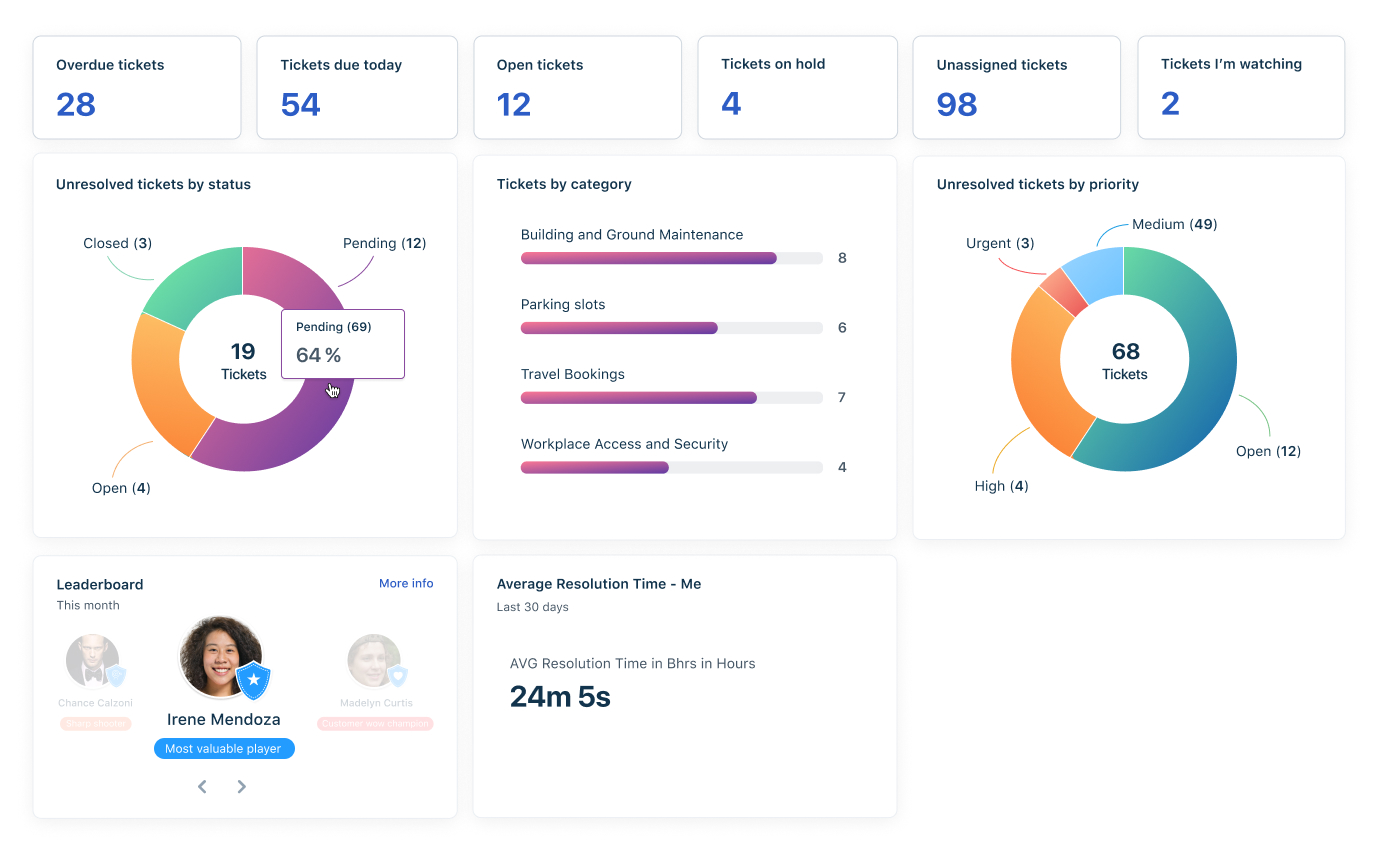 Overdue tickets
28
Tickets due today
54
Open tickets
12
Tickets on hold
4
Unassigned tickets
98
Tickets I’m watching
2
Unresolved tickets by status
Closed (3)
Pending (12)
Pending (69)
64 %
19
Tickets
Open (4)
Tickets by category
Building and Ground Maintenance
8
Parking slots
6
Travel Bookings
7
Workplace Access and Security
4
Unresolved tickets by priority
Medium (49)
Urgent (3)
68
Tickets
Open (12)
High (4)
Leaderboard
More info
This month
Chance Calzoni
Sharp shooter
Irene Mendoza
Most valuable player
Madelyn Curtis
Customer wow champion
Average Resolution Time - Me
Last 30 days
AVG Resolution Time in Bhrs in Hours
24m 5s